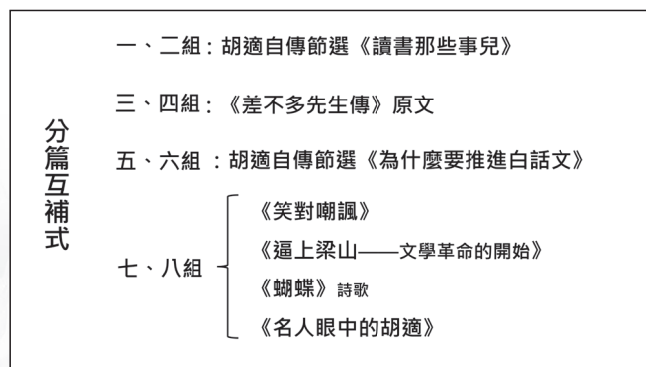 分篇互補式
一、二組：胡適自傳節選《讀書那些事兒》
三、四組：《差不多先生傳》原文
五、六組：胡適自傳節選《為什麼要推進白話文》
七、八組
《笑對嘲諷》
《逼上梁山——文學革命的開始》
《蝴蝶》詩歌
《名人眼中的胡適》